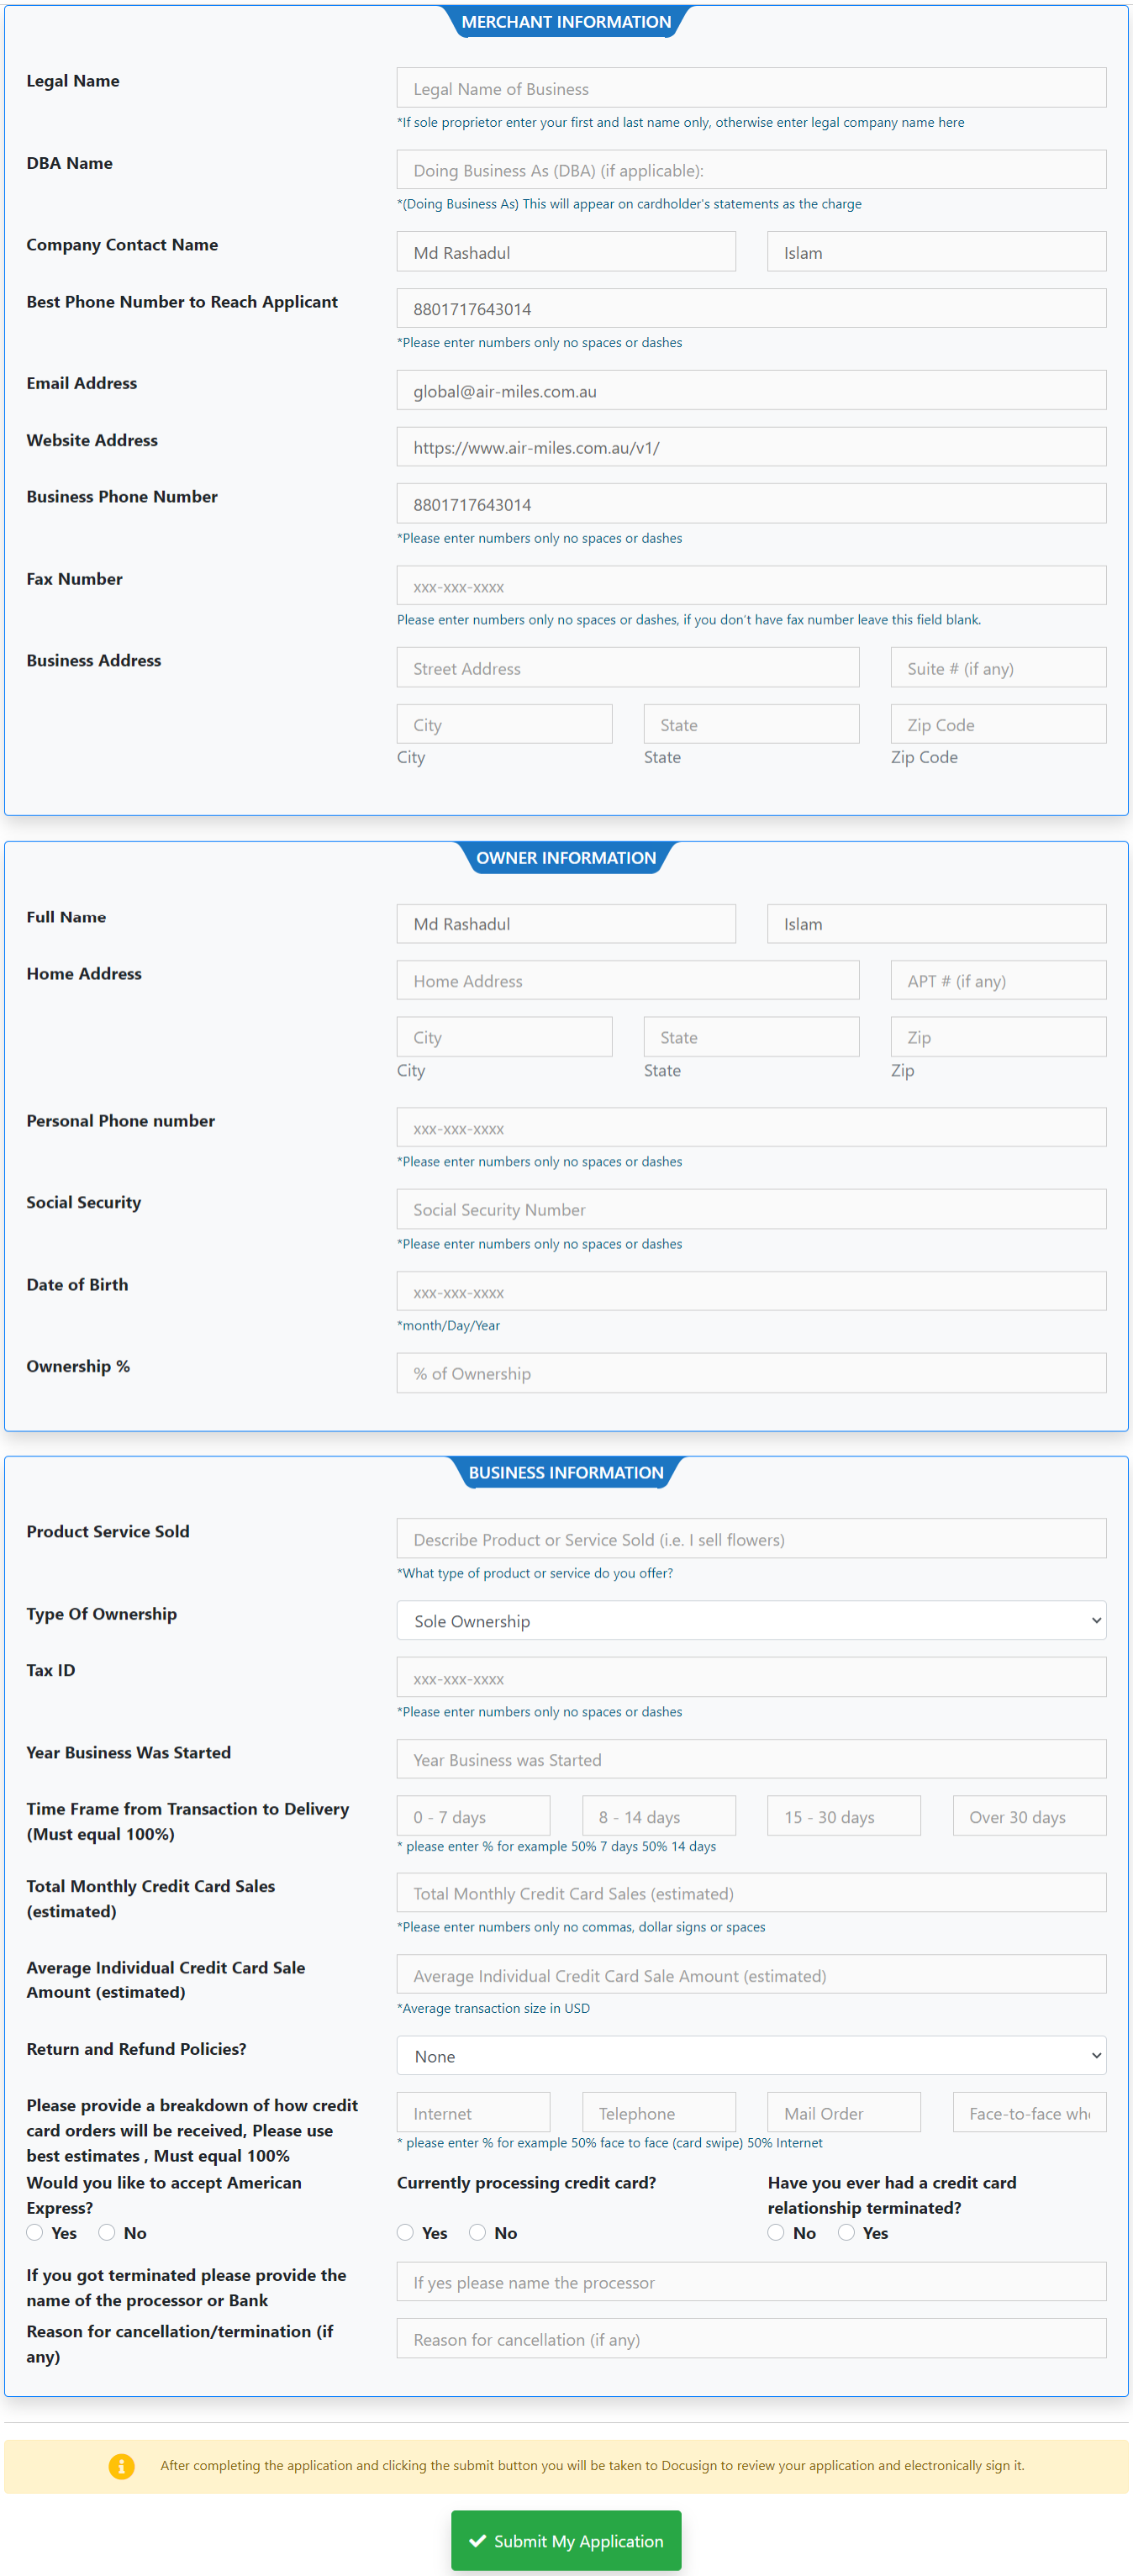 MERCHANT INFORMATION
Legal Name
Legal Name of Business
*If sole proprietor enter your first and last name only, otherwise enter legal company name here
DBA Name
Doing Business As (DBA) (if applicable):
*(Doing Business As) This will appear on cardholder's statements as the charge
Company Contact Name
Md Rashadul
Islam
Best Phone Number to Reach Applicant
8801717643014
*Please enter numbers only no spaces or dashes
Email Address
global@air-miles.com.au
Website Address
https://www.air-miles.com.au/v1/
Business Phone Number
8801717643014
*Please enter numbers only no spaces or dashes
Fax Number
xxx-xxx-xxxx
Please enter numbers only no spaces or dashes, if you don't have fax number leave this field blank.
Business Address
Street Address
Suite # (if any)
City
State
Zip Code
City
State
Zip Code
OWNER INFORMATION
Full Name
Md Rashadul
Islam
Home Address
Home Address
APT # (if any)
City
State
Zip
City
State
Zip
Personal Phone number
xxx-xxx-xxxx
*Please enter numbers only no spaces or dashes
Social Security
Social Security Number
*Please enter numbers only no spaces or dashes
Date of Birth
xxx-xxx-xxxx
*month/Day/Year
Ownership %
% of Ownership
BUSINESS INFORMATION
Product Service Sold
Describe Product or Service Sold (i.e. I sell flowers)
*What type of product or service do you offer?
Type Of Ownership
Sole Ownership
Tax ID
xxx-xxx-xxxx
*Please enter numbers only no spaces or dashes
Year Business Was Started
Year Business was Started
Time Frame from Transaction to Delivery
(Must equal 100%)
0 - 7 days
8 - 14 days
15 - 30 days
Over 30 days
* please enter % for example 50% 7 days 50% 14 days
Total Monthly Credit Card Sales
(estimated)
Total Monthly Credit Card Sales (estimated)
*Please enter numbers only no commas, dollar signs or spaces
Average Individual Credit Card Sale
Amount (estimated)
Average Individual Credit Card Sale Amount (estimated)
*Average transaction size in USD
Return and Refund Policies?
None
Please provide a breakdown of how credit
card orders will be received, Please use
best estimates , Must equal 100%
Internet
Telephone
Mail Order
Face-to-face
* please enter % for example 50% face to face (card swipe) 50% Internet
Would you like to accept American
Express?
Yes
No
Currently processing credit card?
Yes
No
Have you ever had a credit card
relationship terminated?
No
Yes
If you got terminated please provide the
name of the processor or Bank
If yes please name the processor
Reason for cancellation/termination (if
any)
Reason for cancellation (if any)
After completing the application and clicking the submit button you will be taken to Docusign to review your application and electronically sign it.
Submit My Application